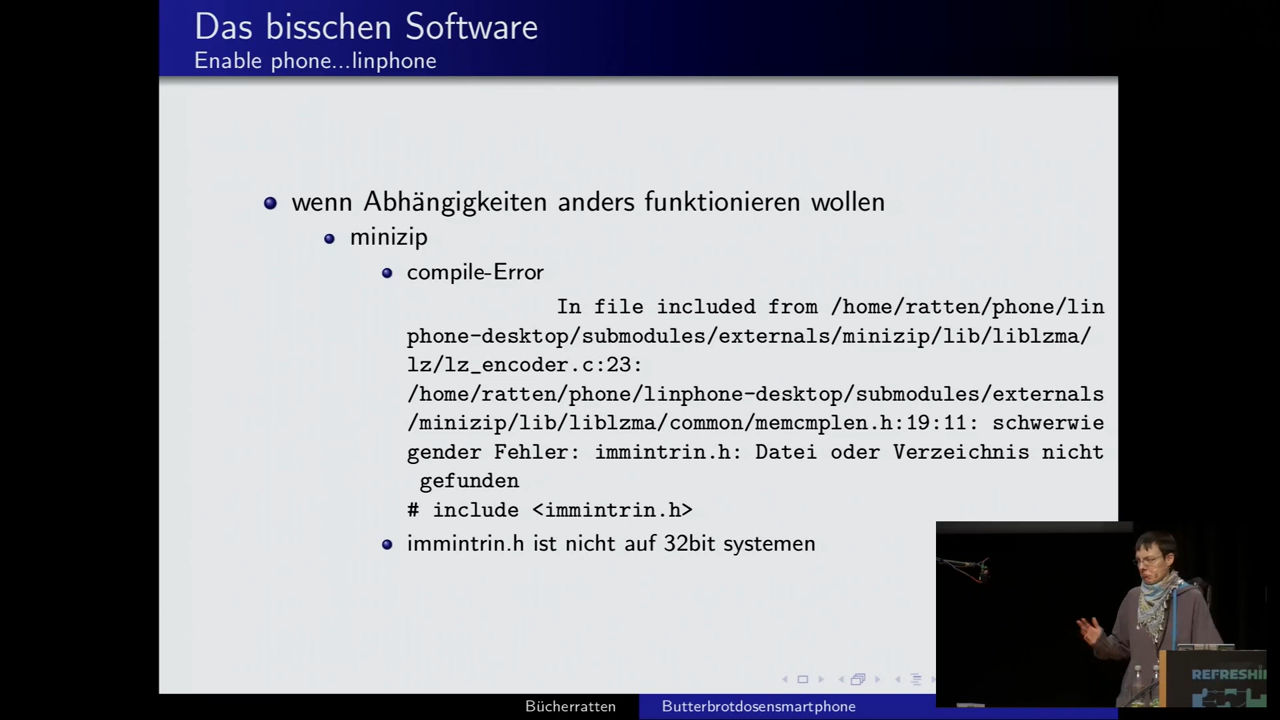 Das bisschen Software
Enable phone...linphone
wenn Abhängigkeiten anders funktionieren wollen
minizip
compile-Error
In file included from /home/ratten/phone/lin
phone-desktop/submodules/externals/minizip/lib/liblzma/
lz/lz_encoder.c:23:
/home/ratten/phone/linphone-desktop/submodules/externals
/minizip/lib/liblzma/common/memcmplen.h:19:11: schwerwie
gender Fehler: immintrin.h: Datei oder Verzeichnis nicht
gefunden
# include <immintrin.h>
immintrin.h ist nicht auf 32bit systemen
REFRESHI
Bücherratten
Butterbrotdosensmartphone